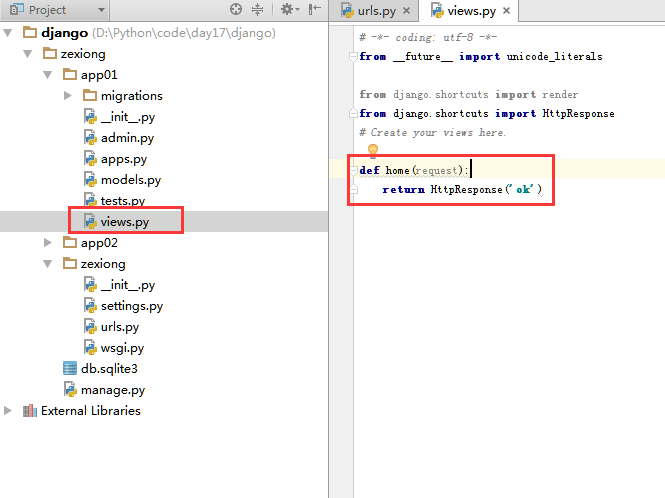 Project
django (D:\Python\code\day17\django)
zexiong
app01
migrations
__init__.py
admin.py
apps.py
models.py
tests.py
views.py
app02
zexiong
__init__.py
settings.py
urls.py
wsgi.py
db.sqlite3
manage.py
External Libraries
urls.py
views.py
# -*- coding: utf-8 -*-
from __future__ import unicode_literals
from django.shortcuts import render
from django.shortcuts import HttpResponse
# Create your views here.
def home(request):
    return HttpResponse('ok')